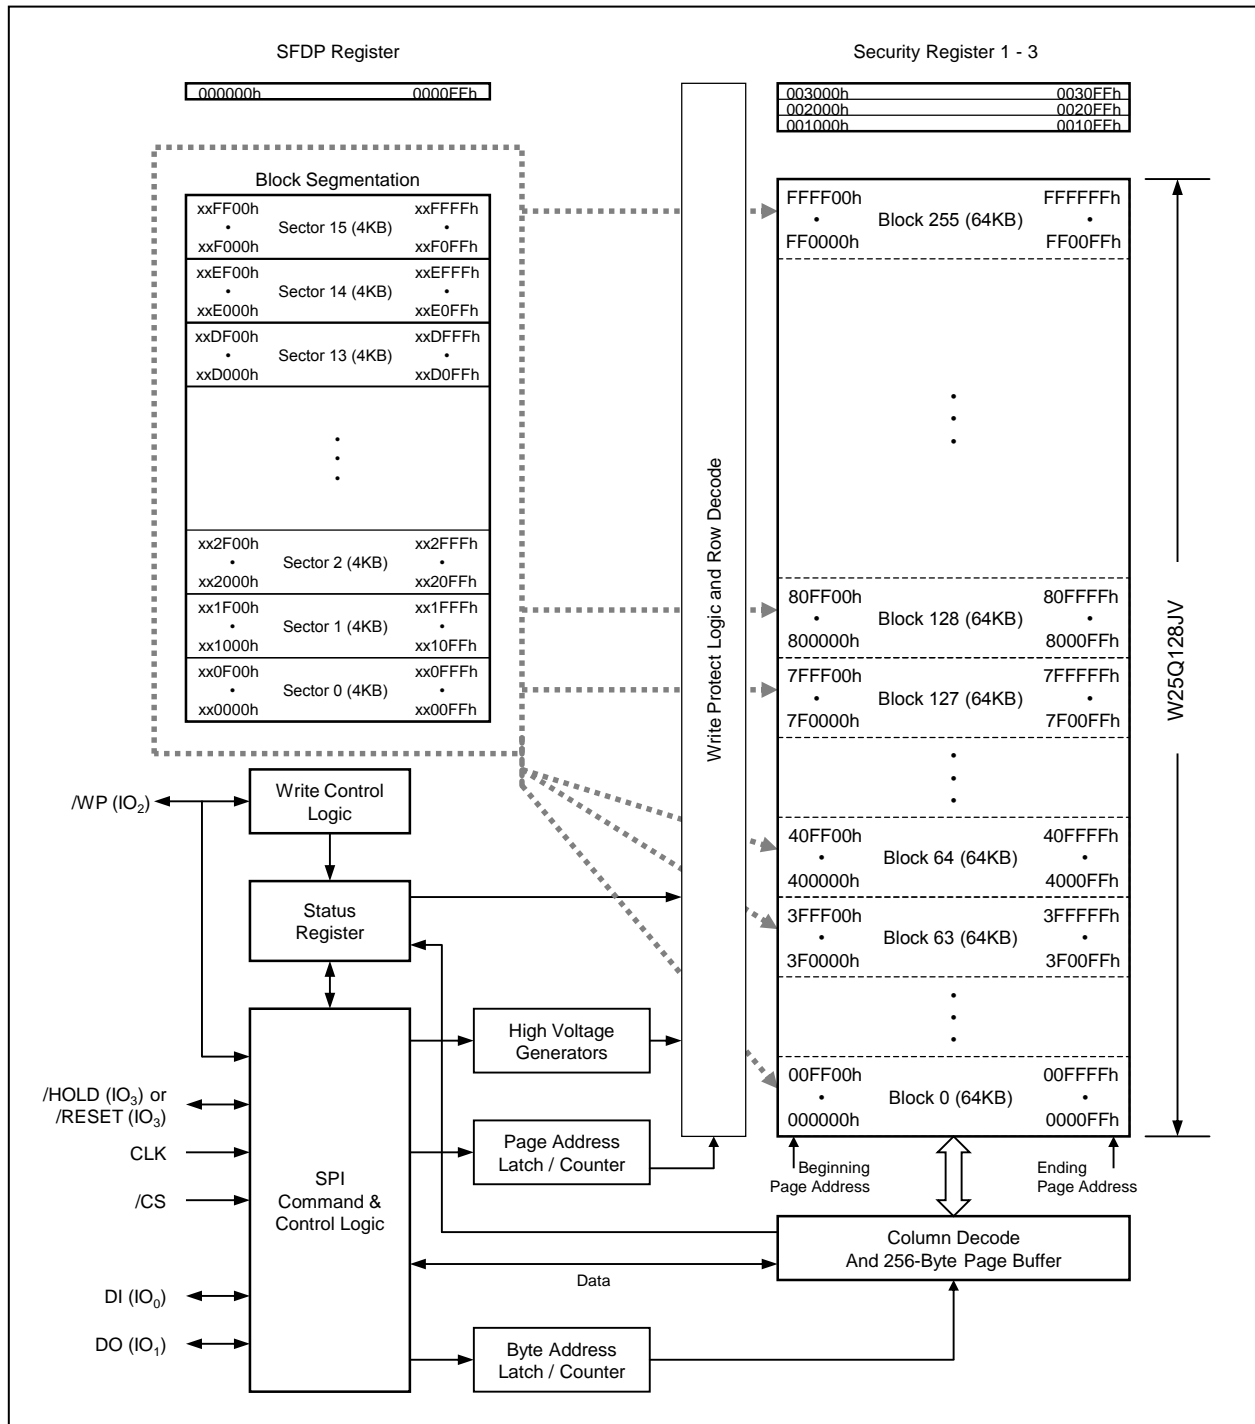 SFDP Register
000000h 0000FFh
Security Register 1 - 3
003000h 0030FFh
002000h 0020FFh
001000h 0010FFh
Block Segmentation
xxFF00h xxFFFFh
• Sector 15 (4KB) •
xxF000h xxF0FFh
xxEF00h xxEFFFh
• Sector 14 (4KB) •
xxE000h xxE0FFh
xxDF00h xxDFFFh
• Sector 13 (4KB) •
xxD000h xxD0FFh
xx2F00h xx2FFFh
• Sector 2 (4KB) •
xx2000h xx20FFh
xx1F00h xx1FFFh
• Sector 1 (4KB) •
xx1000h xx10FFh
xx0F00h xx0FFFh
• Sector 0 (4KB) •
xx0000h xx00FFh
Write Protect Logic and Row Decode
FFFF00h FFFFFFh
• Block 255 (64KB) •
FF0000h FF00FFh
80FF00h 80FFFFh
• Block 128 (64KB) •
800000h 8000FFh
7FFF00h 7FFFFFh
• Block 127 (64KB) •
7F0000h 7F00FFh
40FF00h 40FFFFh
• Block 64 (64KB) •
400000h 4000FFh
3FFF00h 3FFFFFh
• Block 63 (64KB) •
3F0000h 3F00FFh
00FF00h 00FFFFh
• Block 0 (64KB) •
000000h 0000FFh
W25Q128JV
Beginning
Page Address
Ending
Page Address
/WP (IO2)
Write Control
Logic
Status
Register
High Voltage
Generators
/HOLD (IO3) or
/RESET (IO3)
CLK
/CS
DI (IO0)
DO (IO1)
SPI
Command &
Control Logic
Page Address
Latch / Counter
Column Decode
And 256-Byte Page Buffer
Data
Byte Address
Latch / Counter